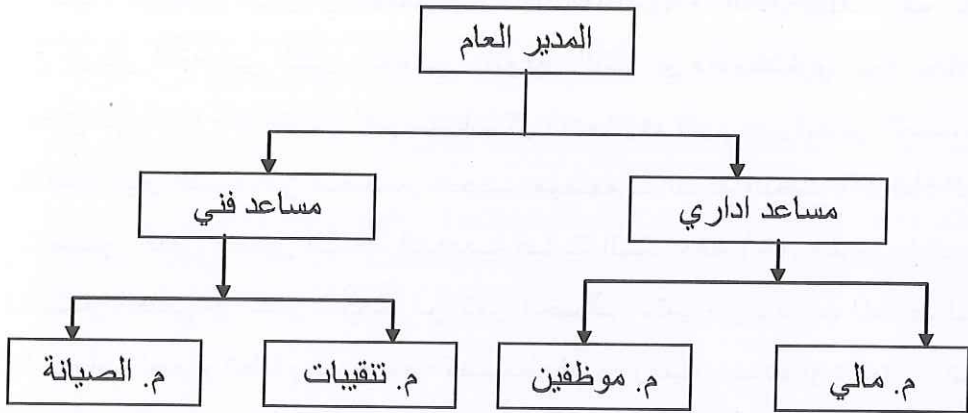 المدير العام
مساعد اداري
مساعد فني
م. مالي
م. موظفين
م. تنقيبات
م. الصيانة